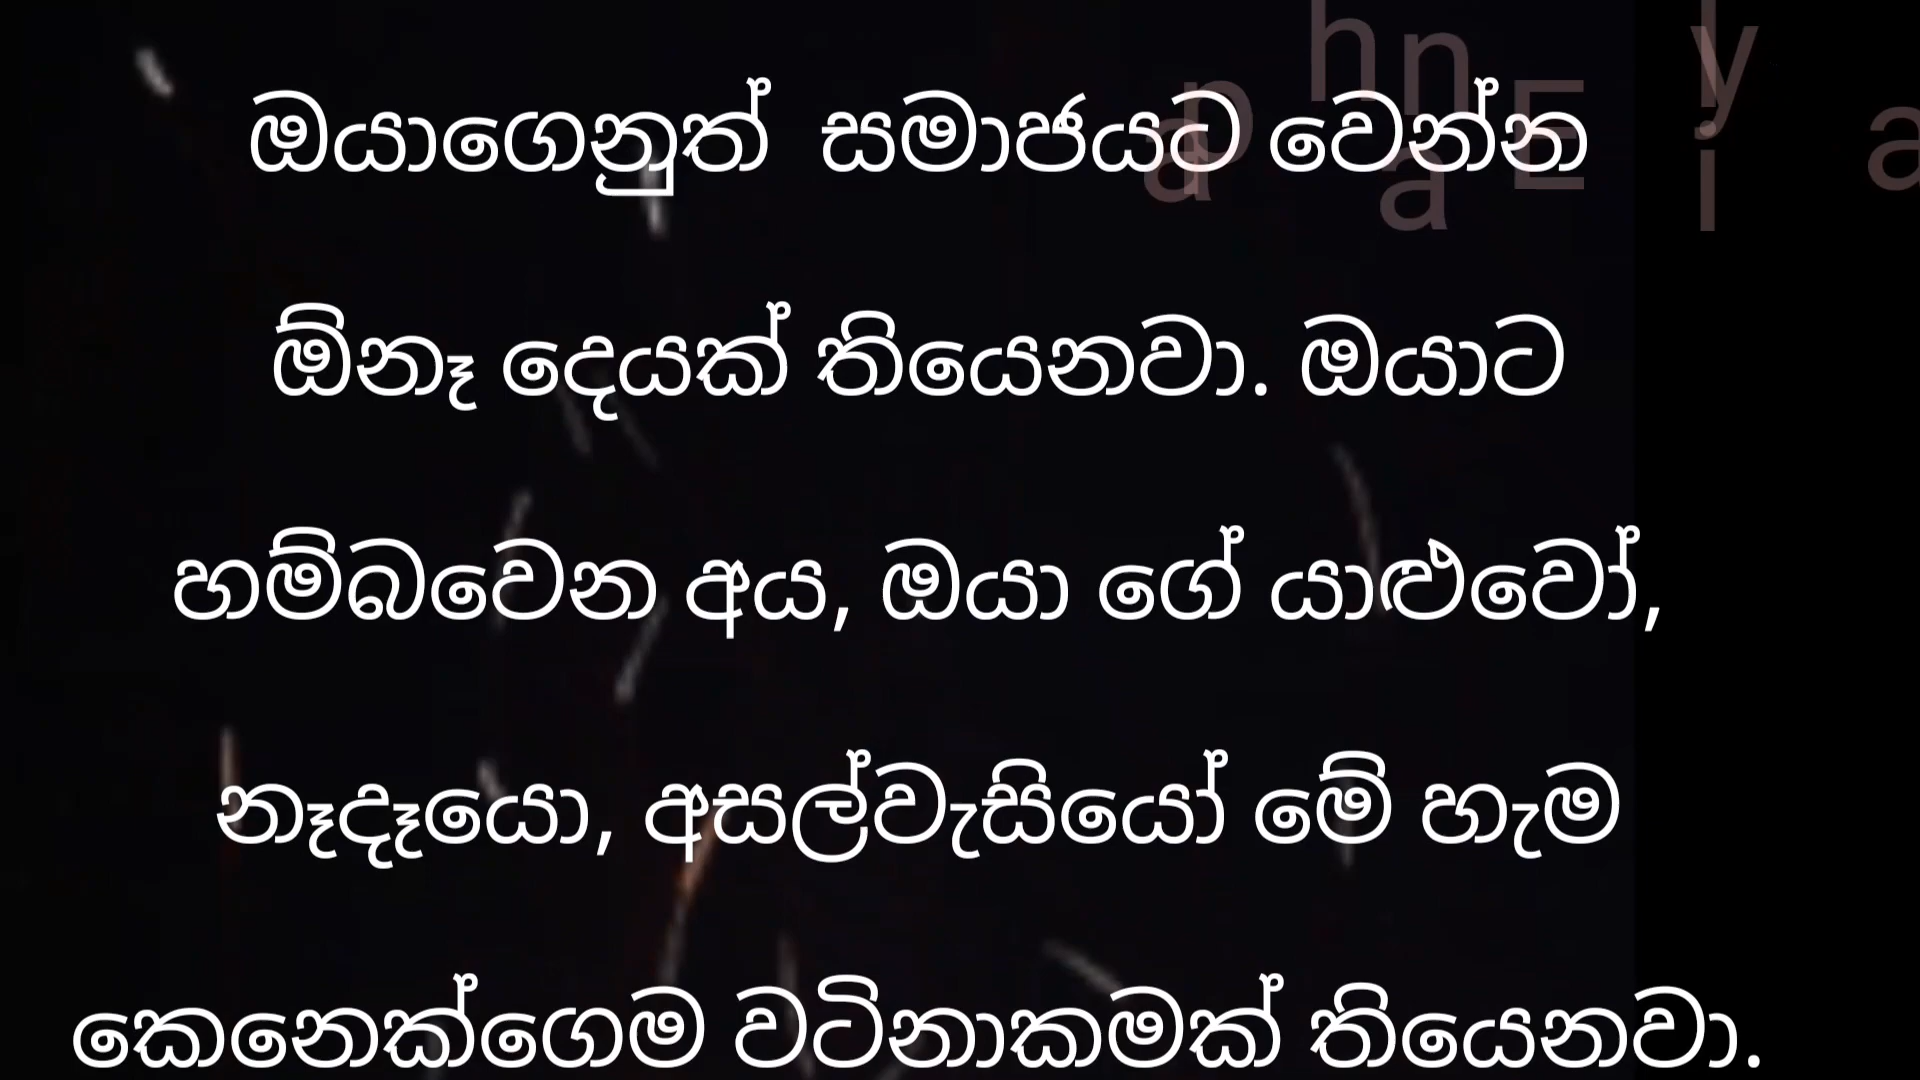 ඔයාගෙනුත්  සමාජයට වෙන්න
ඕනෑ දෙයක් තියෙනවා. ඔයාට
හම්බවෙන අය, ඔයා ගේ යාළුවෝ,
නෑදෑයො, අසල්වැසියෝ මේ හැම
කෙනෙක්ගෙම වටිනාකමක් තියෙනවා.